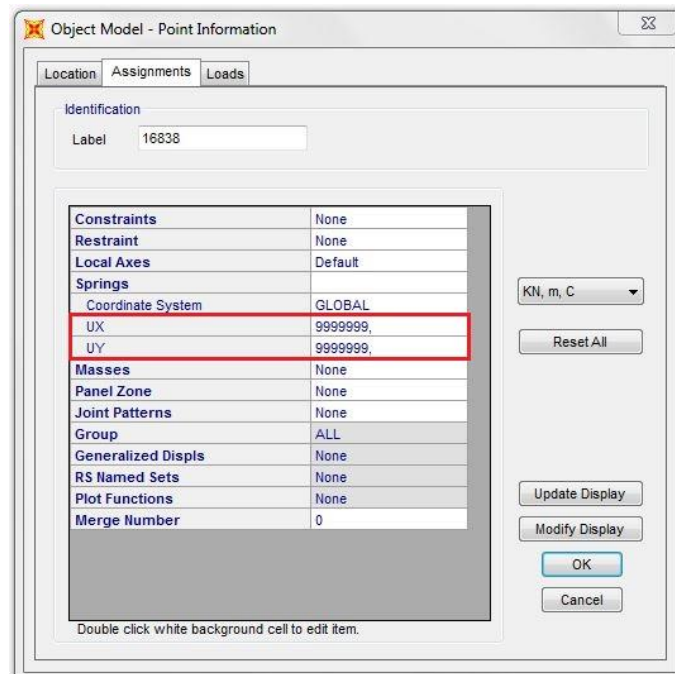 Object Model - Point Information
Location Assignments Loads
Identification
Label 16838
Constraints None
Restraint None
Local Axes Default
Springs
Coordinate System GLOBAL
UX 9999999,
UY 9999999,
Masses None
Panel Zone None
Joint Patterns None
Group ALL
Generalized Displs None
RS Named Sets None
Plot Functions None
Merge Number 0
Double click white background cell to edit item.
KN, m, C
Reset All
Update Display
Modify Display
OK
Cancel